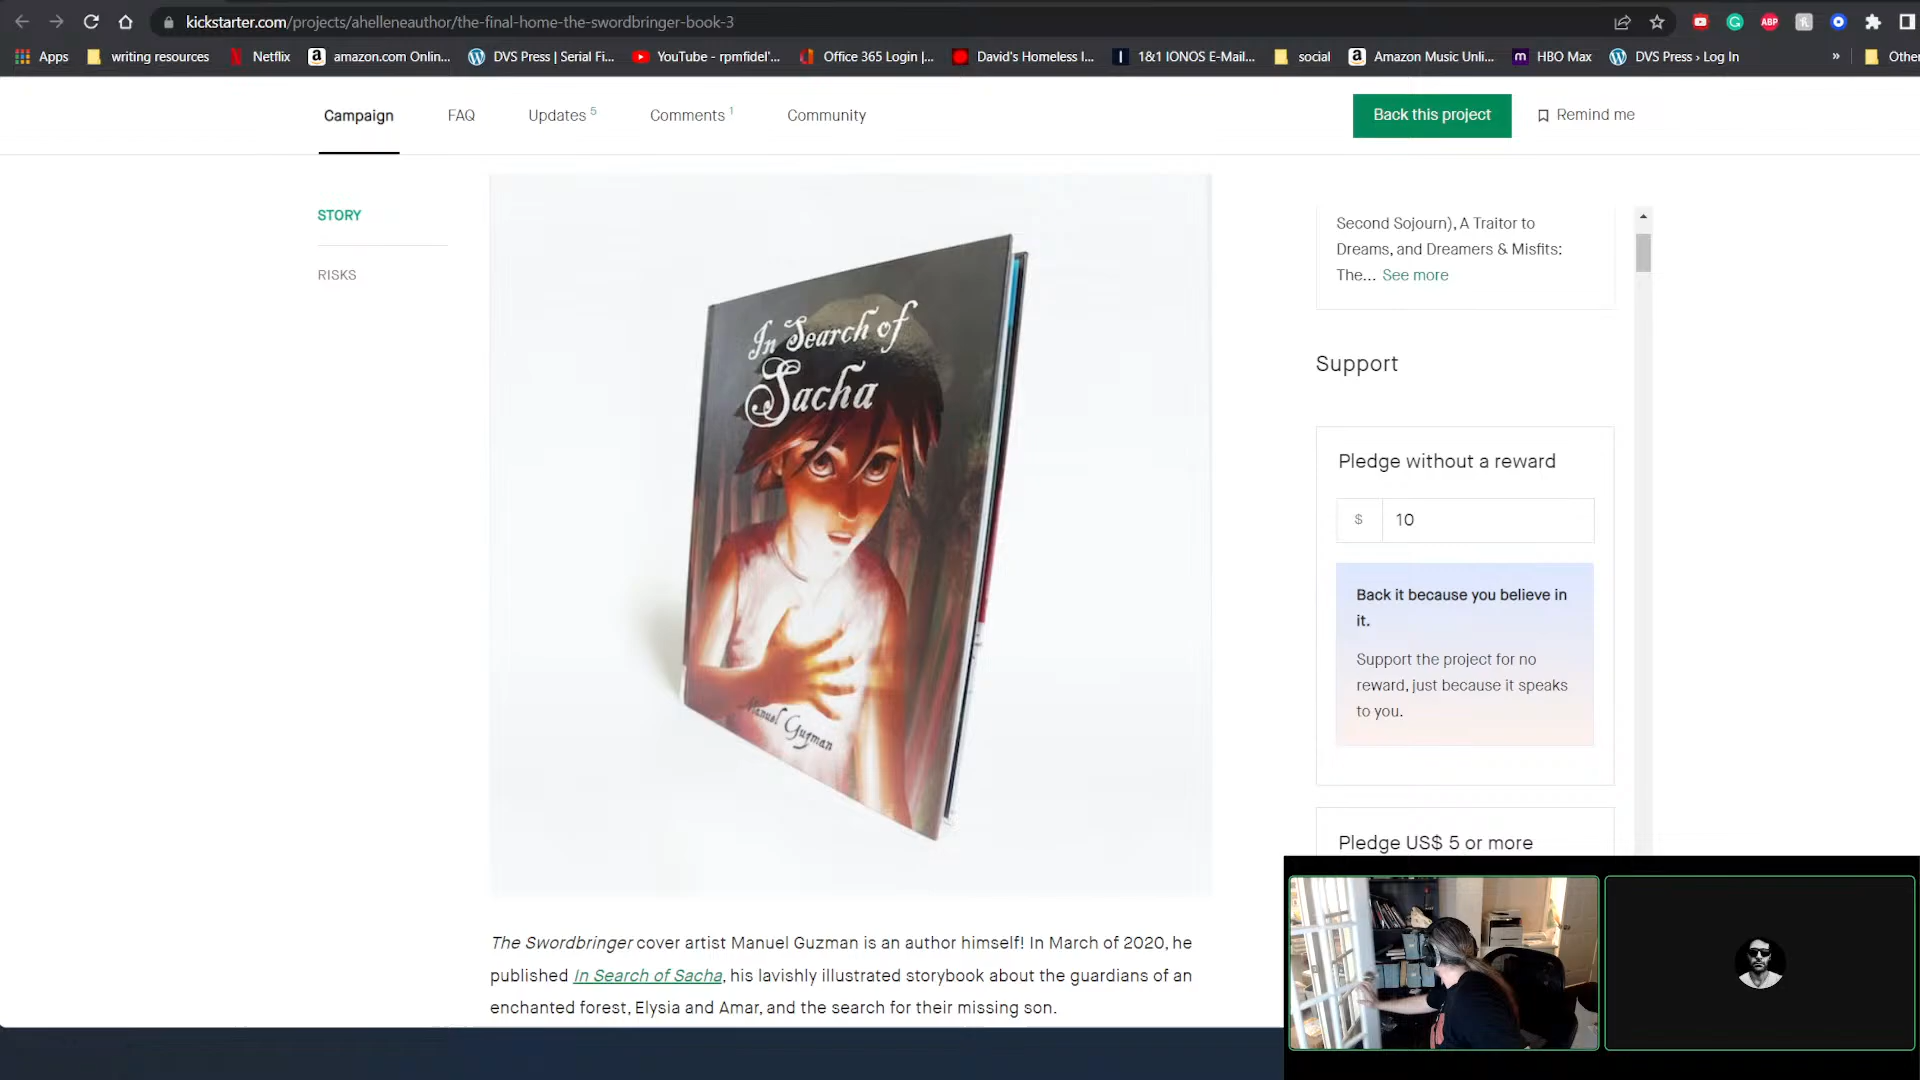 kickstarter.com/projects/ahelleneauthor/the-final-home-the-swordbringer-book-3
ABP
Apps
writing resources
Netflix
amazon.com Onlin...
DVS Press | Serial Fi...
YouTube - rpmfidel'...
Office 365 Login |...
David's Homeless I...
1&1 IONOS E-Mail...
social
Amazon Music Unli...
HBO Max
DVS Press › Log In
»
Other
Campaign
FAQ
Updates 5
Comments 1
Community
Back this project
Remind me
STORY
RISKS
In Search of
Sacha
Manuel Guzman
The Swordbringer cover artist Manuel Guzman is an author himself! In March of 2020, he
published In Search of Sacha, his lavishly illustrated storybook about the guardians of an
enchanted forest, Elysia and Amar, and the search for their missing son.
Second Sojourn), A Traitor to
Dreams, and Dreamers & Misfits:
The... See more
Support
Pledge without a reward
$ 10
Back it because you believe in
it.
Support the project for no
reward, just because it speaks
to you.
Pledge US$ 5 or more